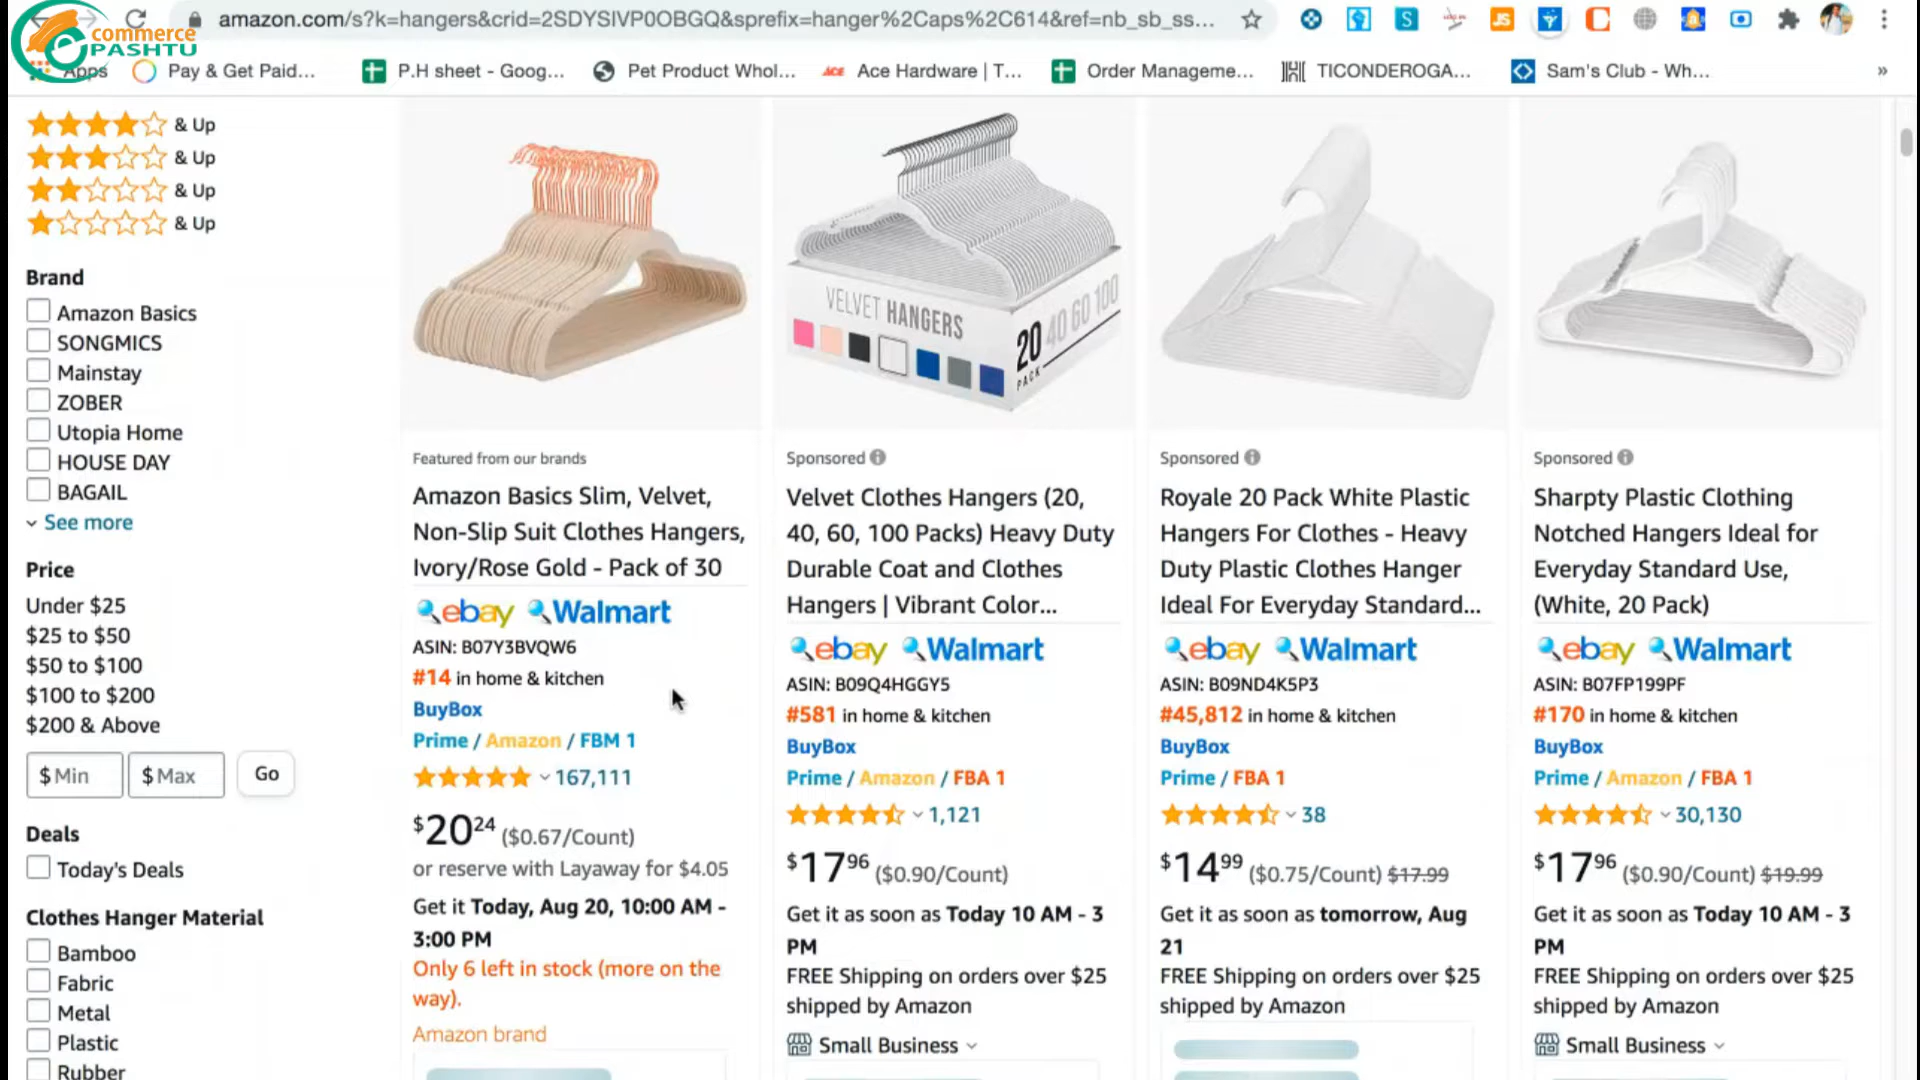 commerce
PASHTU
amazon.com/s?k=hangers&crid=2SDYSIVP0OBGQ&sprefix=hanger%2Caps%2C614&ref=nb_sb_ss...
Apps
Pay & Get Paid...
P.H sheet - Goog...
Pet Product Whol...
Ace Hardware | T...
Order Manageme...
TICONDEROGA...
Sam's Club - Wh...
»
& Up
& Up
& Up
& Up
Brand
Amazon Basics
SONGMICS
Mainstay
ZOBER
Utopia Home
HOUSE DAY
BAGAIL
See more
Price
Under $25
$25 to $50
$50 to $100
$100 to $200
$200 & Above
$ Min
$ Max
Go
Deals
Today's Deals
Clothes Hanger Material
Bamboo
Fabric
Metal
Plastic
Rubber
Featured from our brands
Amazon Basics Slim, Velvet,
Non-Slip Suit Clothes Hangers,
Ivory/Rose Gold - Pack of 30
ebay Walmart
ASIN: B07Y3BVQW6
#14 in home & kitchen
BuyBox
Prime / Amazon / FBM 1
167,111
$20 24 ($0.67/Count)
or reserve with Layaway for $4.05
Get it Today, Aug 20, 10:00 AM -
3:00 PM
Only 6 left in stock (more on the
way).
Amazon brand
VELVET HANGERS
20 40 60 100
PACK
Sponsored
Velvet Clothes Hangers (20,
40, 60, 100 Packs) Heavy Duty
Durable Coat and Clothes
Hangers | Vibrant Color...
ebay Walmart
ASIN: B09Q4HGGY5
#581 in home & kitchen
BuyBox
Prime / Amazon / FBA 1
1,121
$17 96 ($0.90/Count)
Get it as soon as Today 10 AM - 3
PM
FREE Shipping on orders over $25
shipped by Amazon
Small Business
Sponsored
Royale 20 Pack White Plastic
Hangers For Clothes - Heavy
Duty Plastic Clothes Hanger
Ideal For Everyday Standard...
ebay Walmart
ASIN: B09ND4K5P3
#45,812 in home & kitchen
BuyBox
Prime / FBA 1
38
$14 99 ($0.75/Count) $17.99
Get it as soon as tomorrow, Aug
21
FREE Shipping on orders over $25
shipped by Amazon
Sponsored
Sharpty Plastic Clothing
Notched Hangers Ideal for
Everyday Standard Use,
(White, 20 Pack)
ebay Walmart
ASIN: B07FP199PF
#170 in home & kitchen
BuyBox
Prime / Amazon / FBA 1
30,130
$17 96 ($0.90/Count) $19.99
Get it as soon as Today 10 AM - 3
PM
FREE Shipping on orders over $25
shipped by Amazon
Small Business